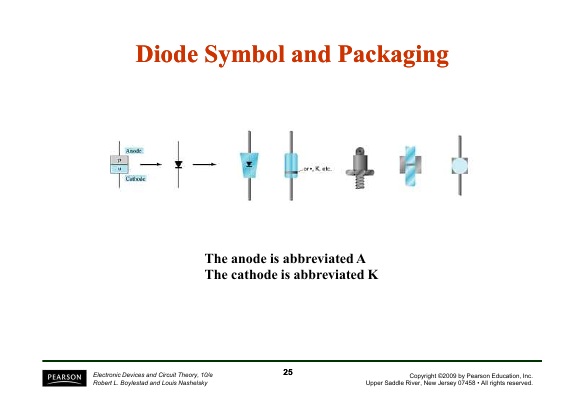 Diode Symbol and Packaging
Anode
p
n
Cathode
or •, K, etc.
The anode is abbreviated A
The cathode is abbreviated K
PEARSON
Electronic Devices and Circuit Theory, 10/e
Robert L. Boylestad and Louis Nashelsky
25
Copyright ©2009 by Pearson Education, Inc.
Upper Saddle River, New Jersey 07458 • All rights reserved.